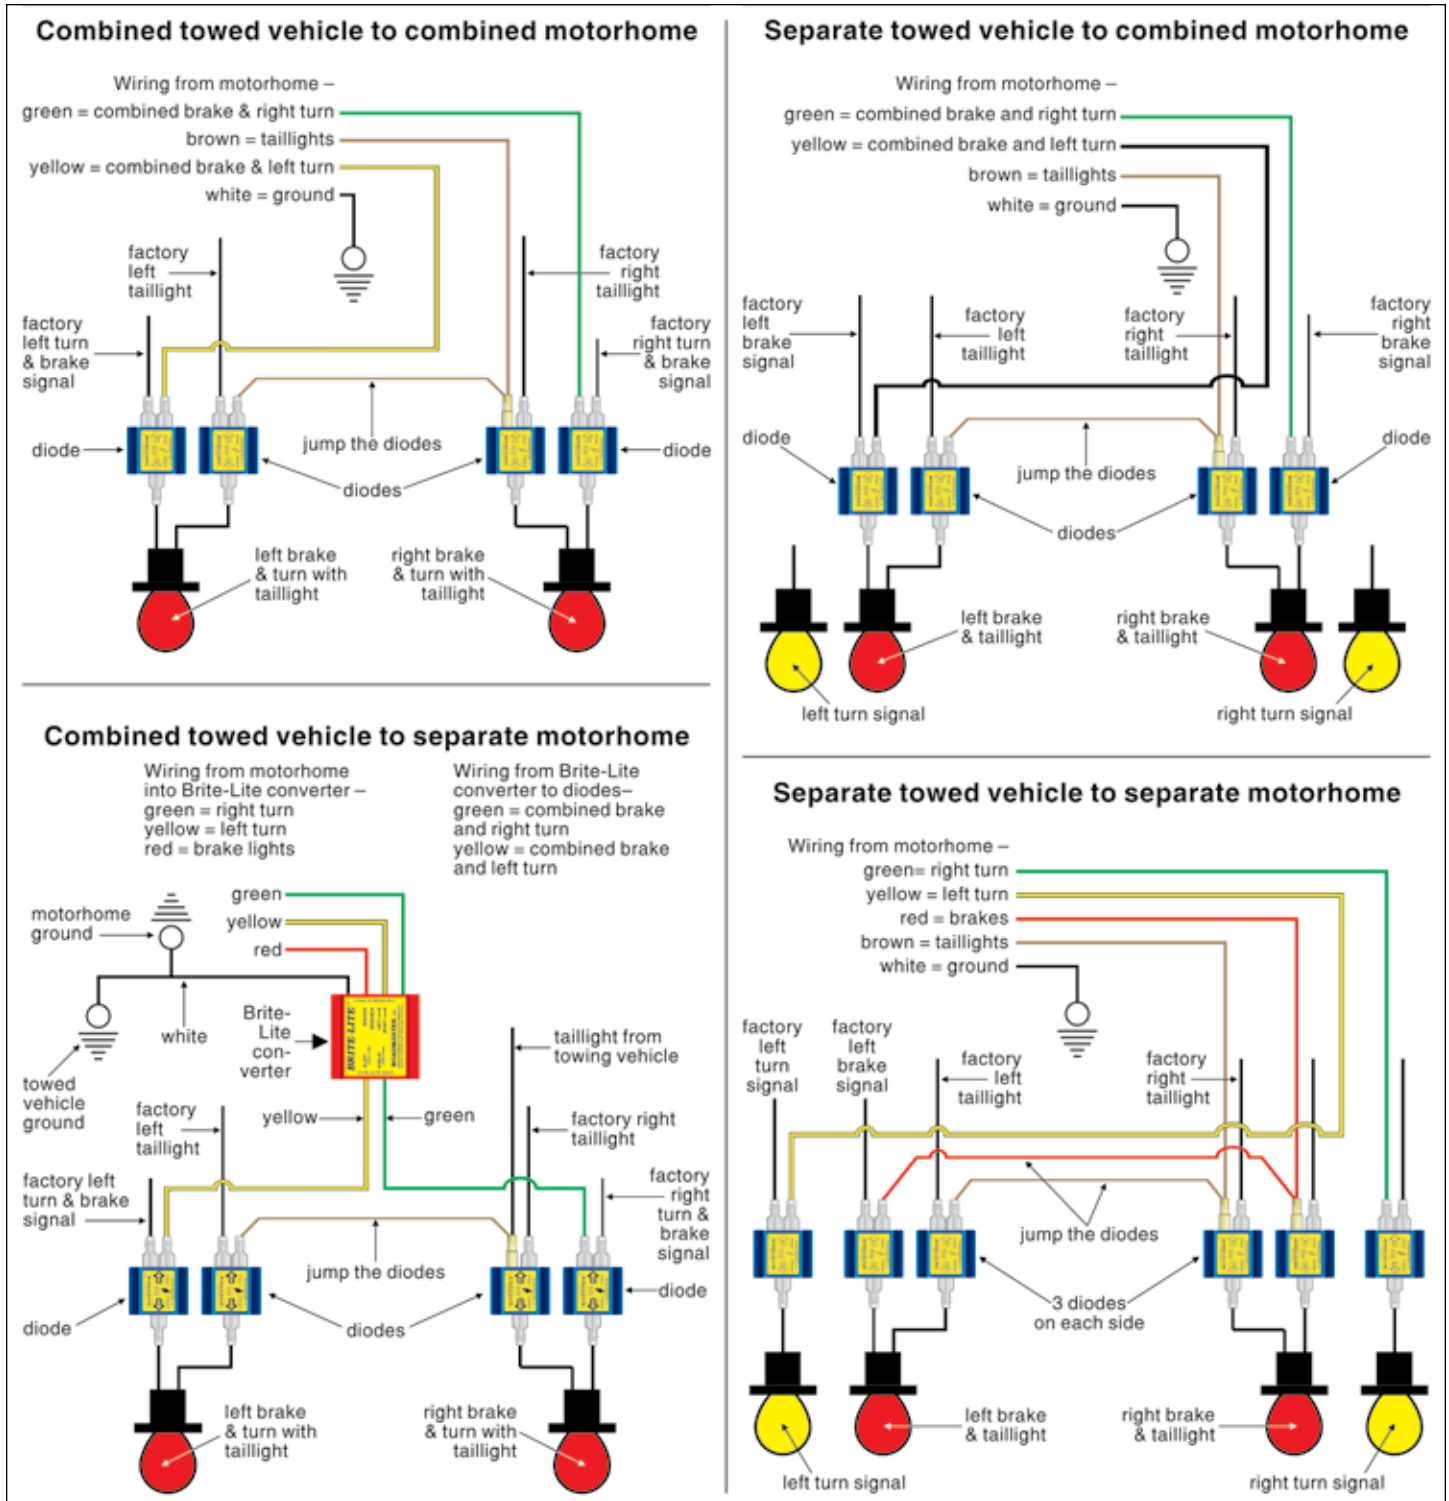 Combined towed vehicle to combined motorhome
Wiring from motorhome –
green = combined brake & right turn
brown = taillights
yellow = combined brake & left turn
white = ground
factory
left
taillight
factory
right
taillight
factory
left turn
& brake
signal
factory
right turn
& brake
signal
diode
jump the diodes
diode
diodes
left brake
& turn with
taillight
right brake
& turn with
taillight
Separate towed vehicle to combined motorhome
Wiring from motorhome –
green = combined brake and right turn
yellow = combined brake and left turn
brown = taillights
white = ground
factory
left
brake
signal
factory
left
taillight
factory
right
taillight
factory
right
brake
signal
diode
jump the diodes
diode
diodes
left brake
& taillight
right brake
& taillight
left turn signal
right turn signal
Combined towed vehicle to separate motorhome
Wiring from motorhome
into Brite-Lite converter –
green = right turn
yellow = left turn
red = brake lights
Wiring from Brite-Lite
converter to diodes–
green = combined brake
and right turn
yellow = combined brake
and left turn
green
yellow
red
motorhome
ground
white
Brite-
Lite
con-
verter
BRITE-LITE
towed
vehicle
ground
taillight from
towing vehicle
factory
left
taillight
yellow
green
factory right
taillight
factory left
turn & brake
signal
factory
right
turn &
brake
signal
jump the diodes
diode
diode
diodes
left brake
& turn with
taillight
right brake
& turn with
taillight
Separate towed vehicle to separate motorhome
Wiring from motorhome –
green= right turn
yellow = left turn
red = brakes
brown = taillights
white = ground
factory
left
turn
signal
factory
left
brake
signal
factory
left
taillight
factory
right
taillight
jump the diodes
3 diodes
on each side
left brake
& taillight
right brake
& taillight
left turn signal
right turn signal